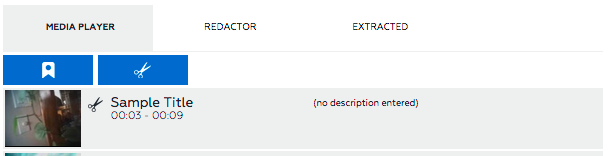 MEDIA PLAYER REDACTOR EXTRACTED
Sample Title (no description entered)
00:03 - 00:09